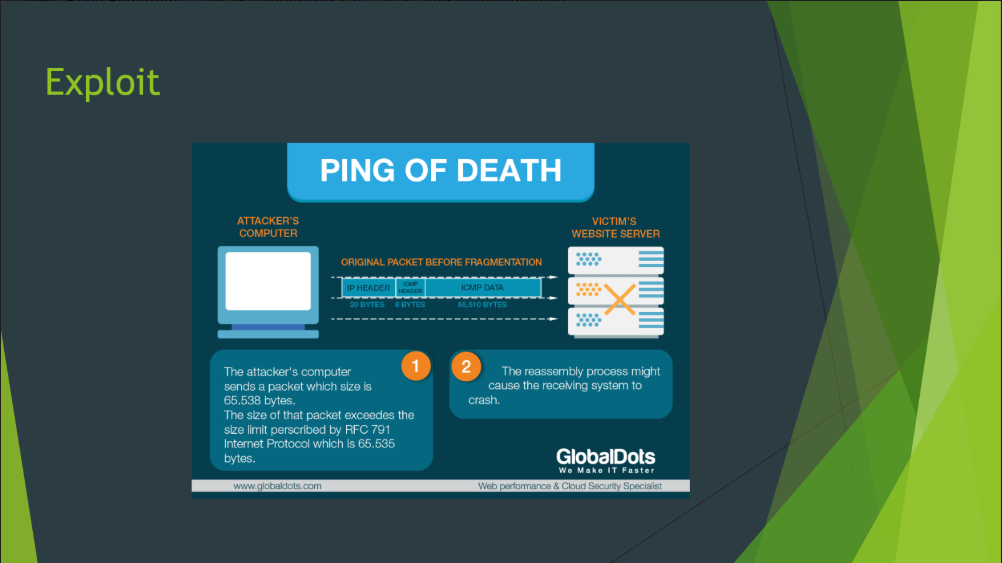 Exploit
PING OF DEATH
ATTACKER'S
COMPUTER
VICTIM'S
WEBSITE SERVER
ORIGINAL PACKET BEFORE FRAGMENTATION
IP HEADER
ICMP
HEADER
ICMP DATA
20 BYTES
8 BYTES
65,510 BYTES
1
The attacker's computer
sends a packet which size is
65.538 bytes.
The size of that packet exceedes the
size limit perscribed by RFC 791
Internet Protocol which is 65.535
bytes.
2
The reassembly process might
cause the receiving system to
crash.
GlobalDots
We Make IT Faster
www.globaldots.com
Web performance & Cloud Security Specialist